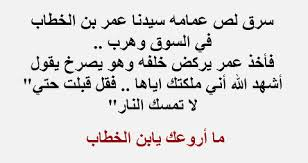 سرق لص عمامه سيدنا عمر بن الخطاب
في السوق وهرب ..
فأخذ عمر يركض خلفه وهو يصرخ يقول
أشهد الله أني ملكتك اياها .. فقل قبلت حتي"
لا تمسك النار"
ما أروعك يابن الخطاب